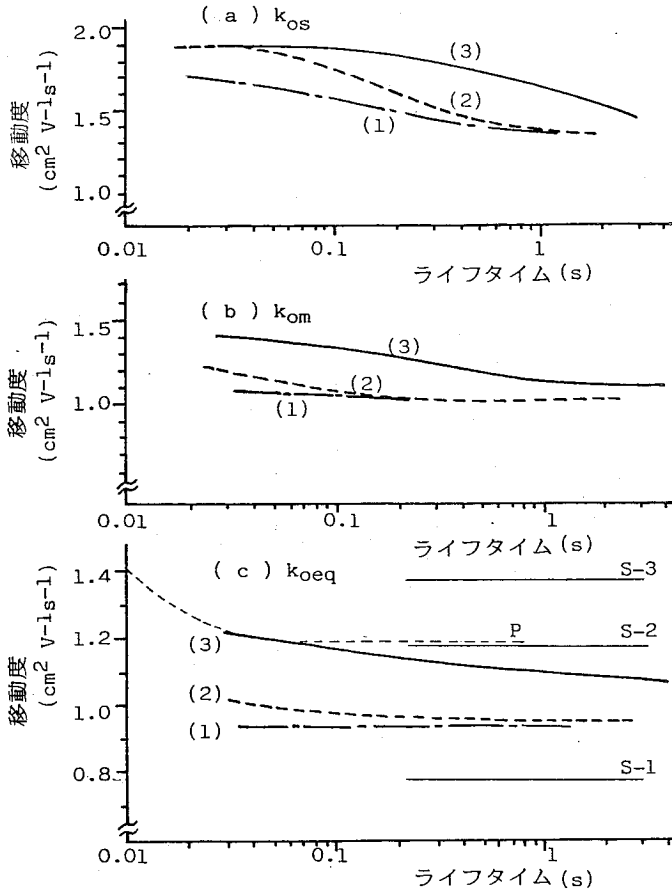 ( a ) kos
移動度
(cm² V-1s-1)
2.0
1.5
1.0
(3)
(2)
(1)
0.01
0.1
1
ライフタイム(s)
( b ) kom
移動度
(cm² V-1s-1)
1.5
1.0
(3)
(2)
(1)
0.01
0.1
1
ライフタイム(s)
( c ) koeq
移動度
(cm² V-1s-1)
1.4
1.2
1.0
0.8
S-3
P
S-2
(3)
(2)
(1)
S-1
0.01
0.1
1
ライフタイム(s)